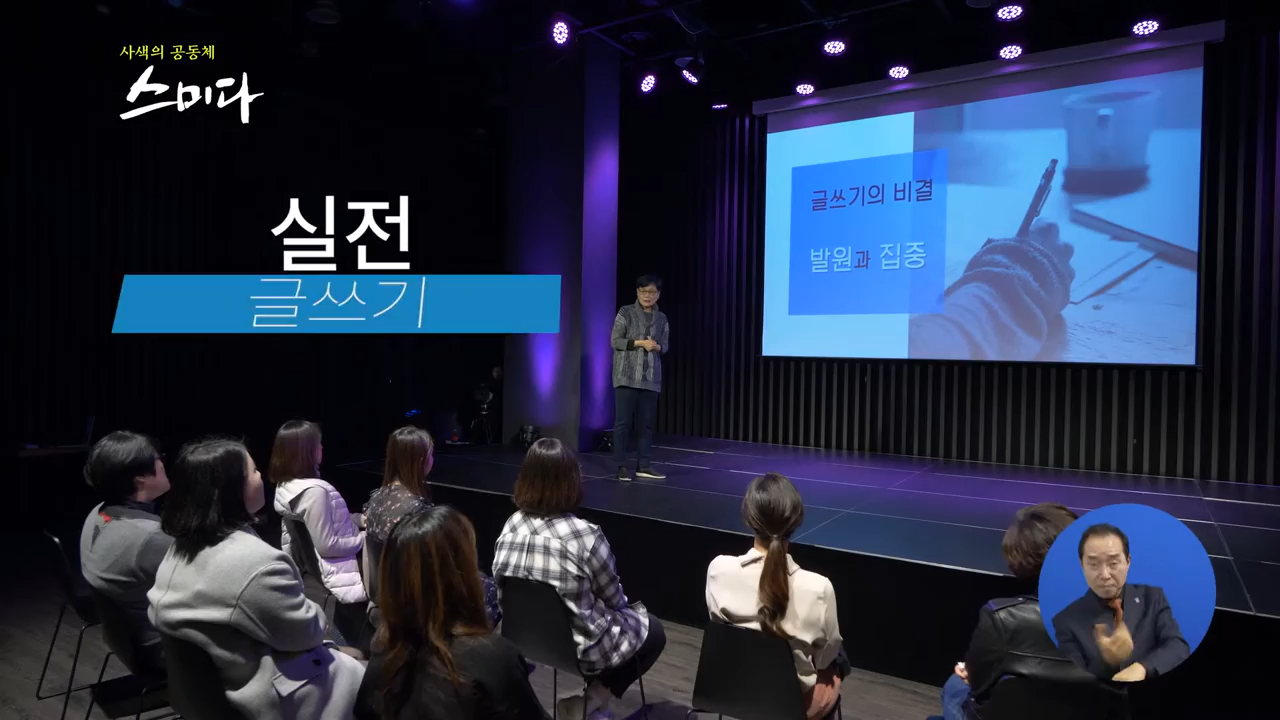 사색의 공동체
스미다
실전
글쓰기
글쓰기의 비결
발원과 집중